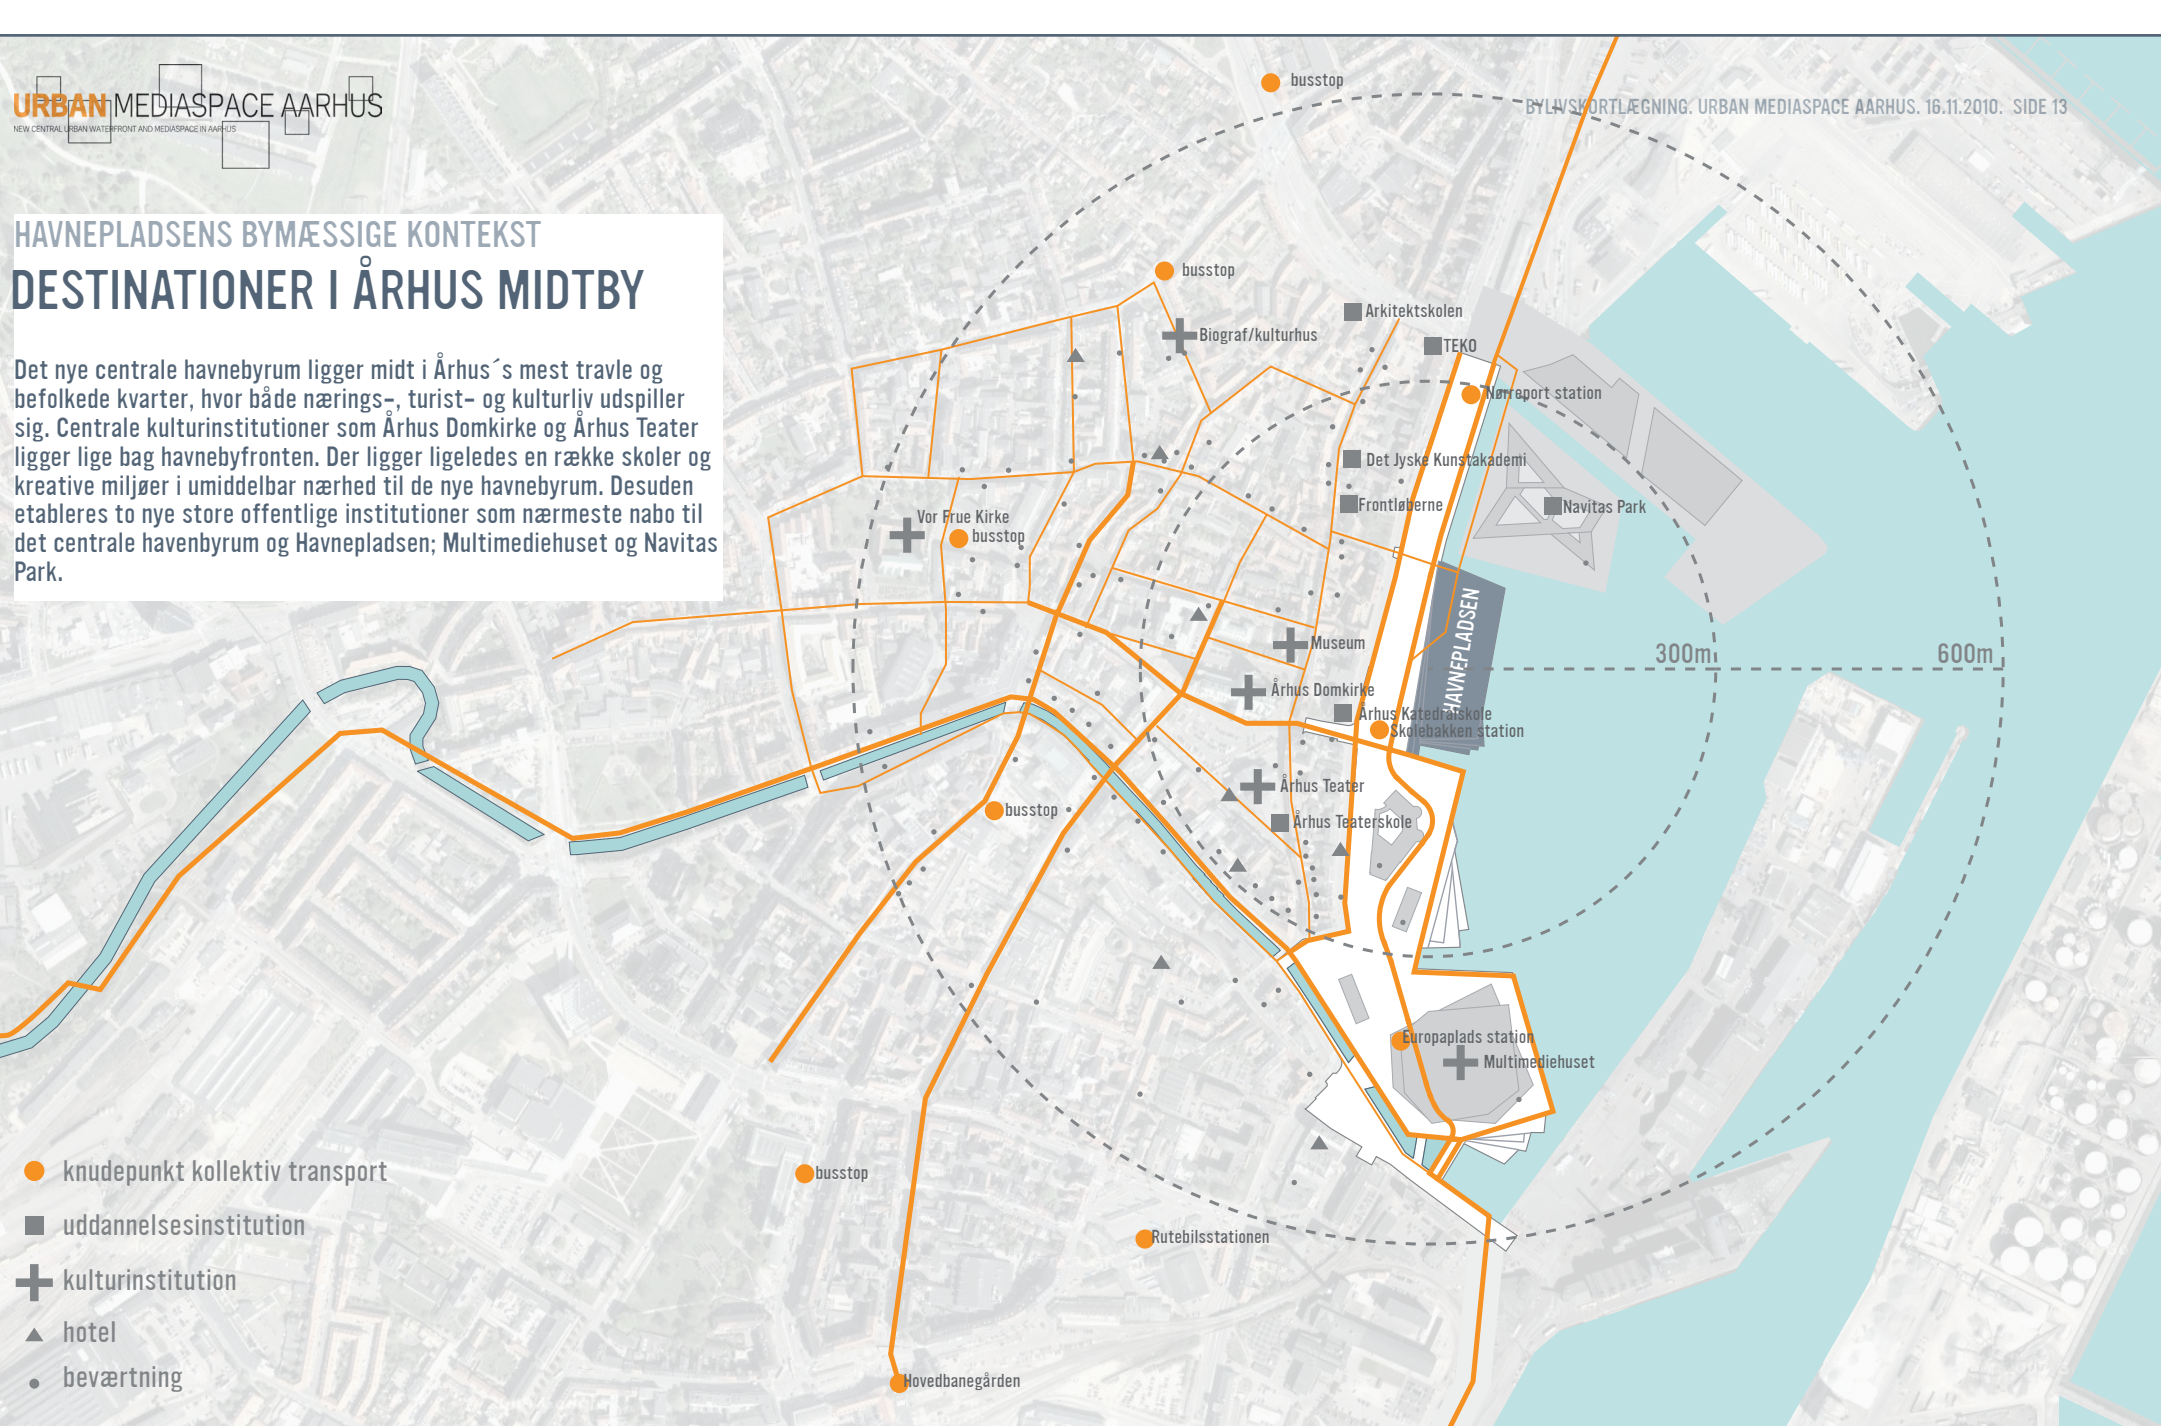 URBAN MEDIASPACE AARHUS
NEW CENTRAL URBAN WATERFRONT AND MEDIASPACE IN AARHUS
BYLIVSKORTLÆGNING. URBAN MEDIASPACE AARHUS. 16.11.2010. SIDE 13
HAVNEPLADSENS BYMÆSSIGE KONTEKST
DESTINATIONER I ÅRHUS MIDTBY
Det nye centrale havnebyrum ligger midt i Århus´s mest travle og
befolkede kvarter, hvor både nærings-, turist- og kulturliv udspiller
sig. Centrale kulturinstitutioner som Århus Domkirke og Århus Teater
ligger lige bag havnebyfronten. Der ligger ligeledes en række skoler og
kreative miljøer i umiddelbar nærhed til de nye havnebyrum. Desuden
etableres to nye store offentlige institutioner som nærmeste nabo til
det centrale havenbyrum og Havnepladsen; Multimediehuset og Navitas
Park.
busstop
busstop
Arkitektskolen
Biograf/kulturhus
TEKO
Nørreport station
Det Jyske Kunstakademi
Frontløberne
Navitas Park
Vor Frue Kirke
busstop
HAVNEPLADSEN
Museum
300m
600m
Århus Domkirke
Århus Katedralskole
Skolebakken station
Århus Teater
busstop
Århus Teaterskole
Europaplads station
Multimediehuset
busstop
Rutebilsstationen
Hovedbanegården
knudepunkt kollektiv transport
uddannelsesinstitution
kulturinstitution
hotel
beværtning